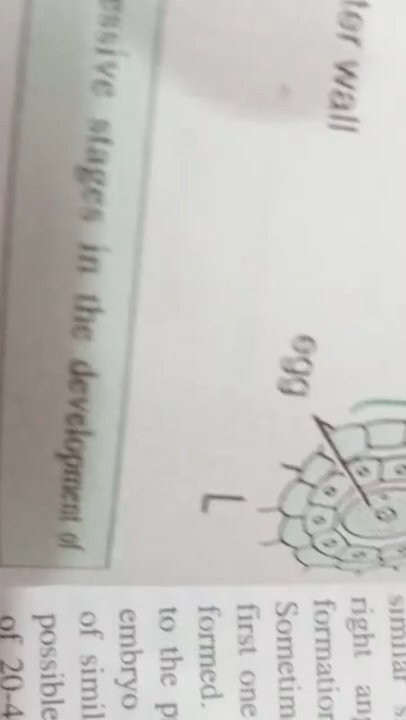 ter wall
egg
L
essive stages in the development of
similar s
right an
formation
Sometim
first one
formed.
to the p
embryo
of simil
possible
of 20-4